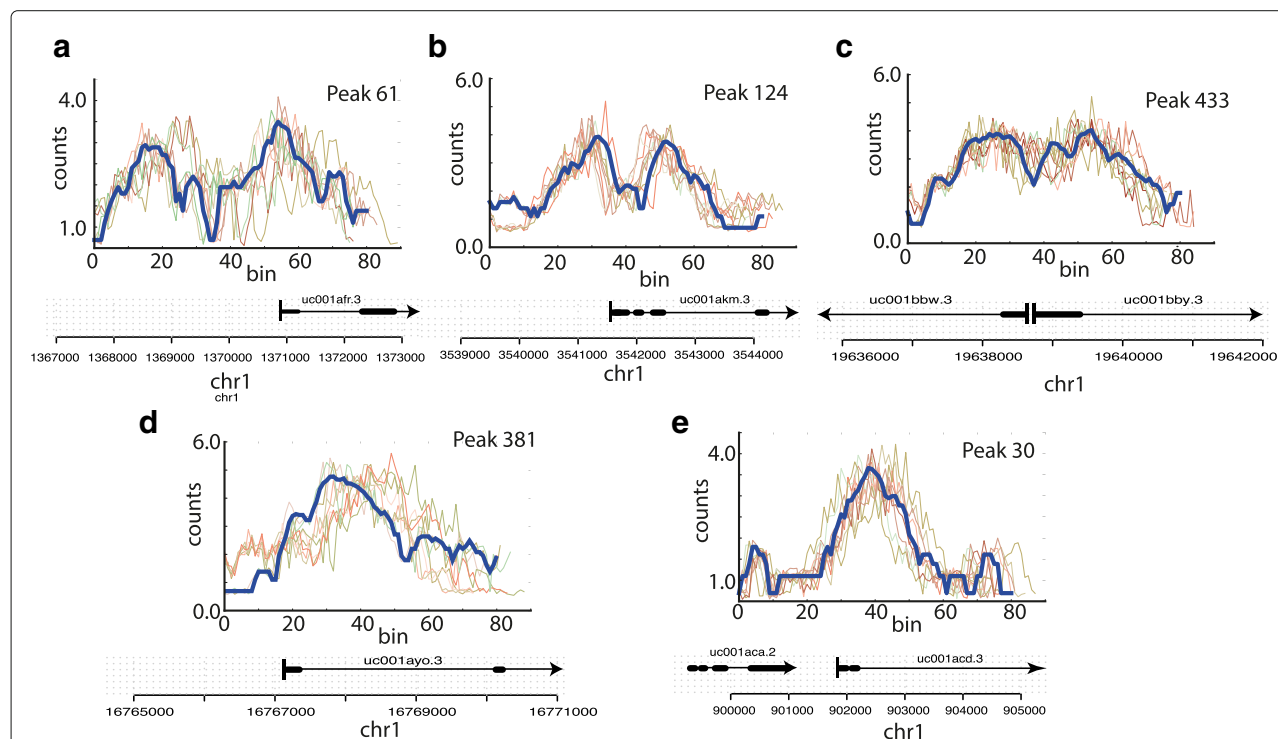 a
Peak 61
4.0
counts
1.0
0 20 40 60 80
bin
uc001afr.3
1367000 1368000 1369000 1370000 1371000 1372000 1373000
chr1
chr1
b
Peak 124
6.0
counts
0.0
0 20 40 60 80
bin
uc001akm.3
3539000 3540000 3541000 3542000 3543000 3544000
chr1
c
Peak 433
6.0
counts
0.0
0 20 40 60 80
bin
uc001bbw.3 uc001bby.3
19636000 19638000 19640000 19642000
chr1
d
Peak 381
6.0
counts
0.0
0 20 40 60 80
bin
uc001ayo.3
16765000 16767000 16769000 16771000
chr1
e
Peak 30
4.0
counts
1.0
0 20 40 60 80
bin
uc001aca.2 uc001acd.3
900000 901000 902000 903000 904000 905000
chr1